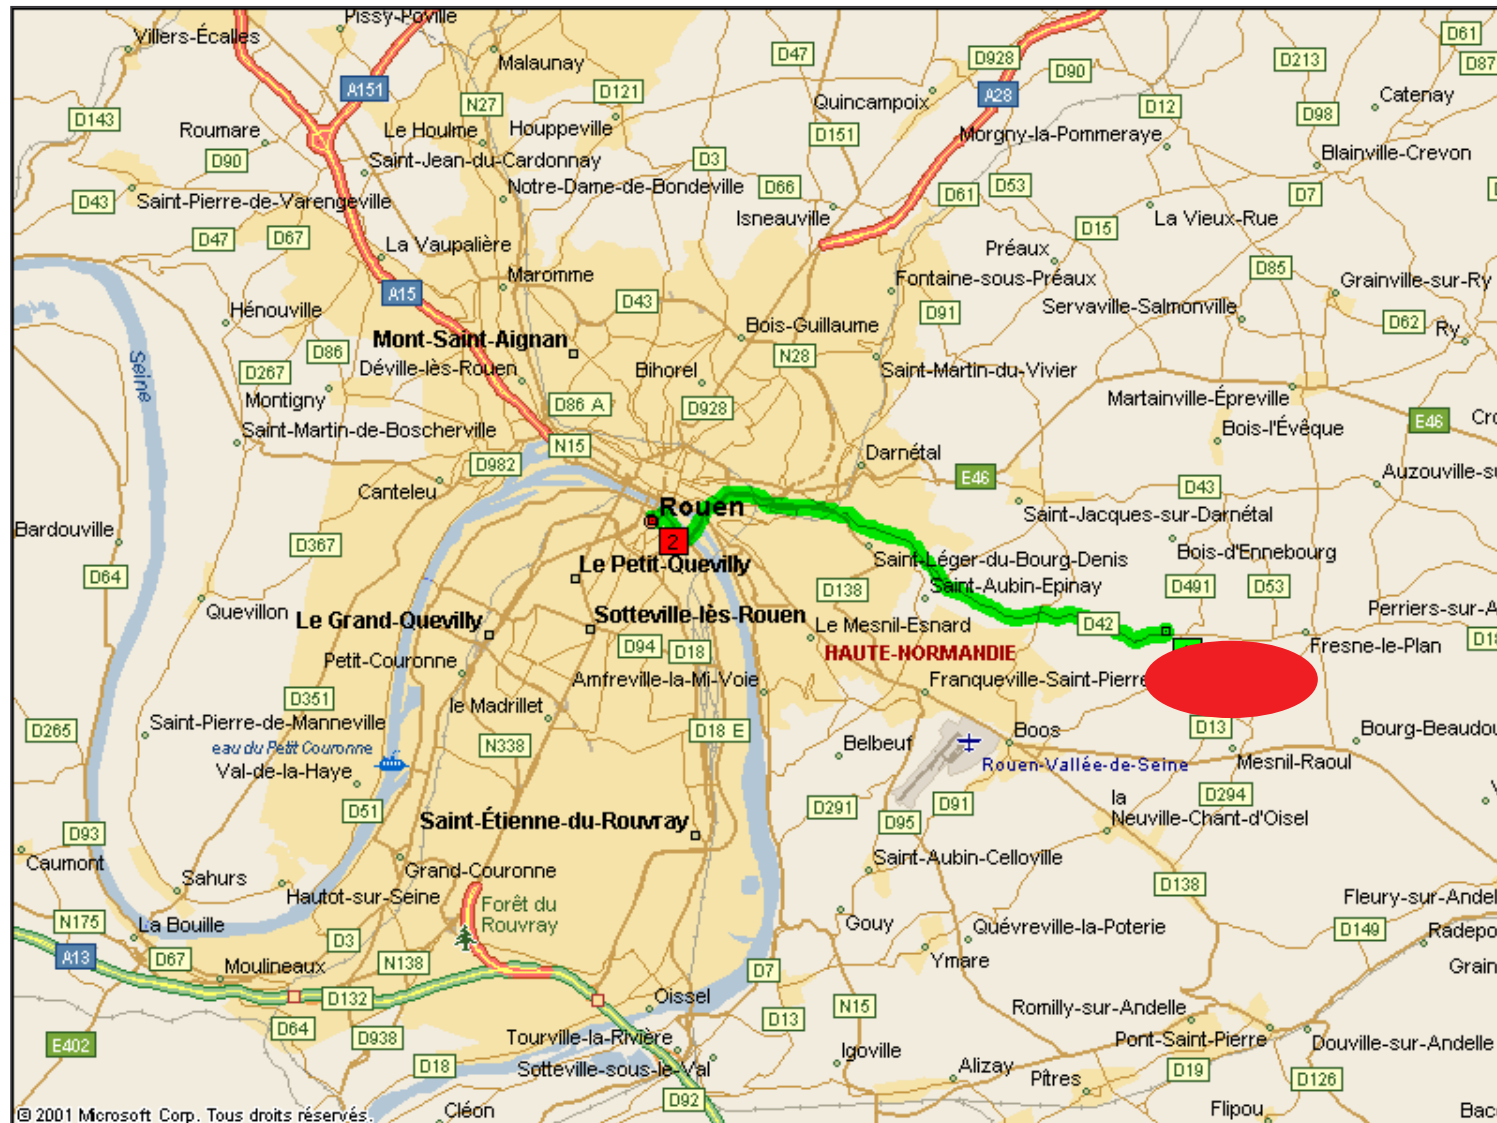 Pissy-Poville
Villers-Écalles
D47
D928
D61
D213
D90
D87
Malaunay
A151
N27
D121
Quincampoix
A28
D12
Catenay
D143
D98
Roumare
Le Houlme
Houppeville
D151
Morgny-la-Pommeraye
D90
Saint-Jean-du-Cardonnay
D3
Blainville-Crevon
D43
Saint-Pierre-de-Varengeville
Notre-Dame-de-Bondeville
D66
D61
D53
D7
Isneauville
La Vieux-Rue
D47
D67
La Vaupalière
D15
Préaux
Maromme
Fontaine-sous-Préaux
D85
Grainville-sur-Ry
A15
D43
Hénouville
D91
Servaville-Salmonville
D62
Ry
Mont-Saint-Aignan
Bois-Guillaume
D86
N28
Seine
D267
Déville-lès-Rouen
Bihorel
Saint-Martin-du-Vivier
Montigny
D86 A
D928
Martainville-Épreville
E46
Cro
Saint-Martin-de-Boscherville
N15
Bois-l'Évêque
D982
Darnétal
E46
Auzouville-su
Canteleu
D43
Rouen
Saint-Jacques-sur-Darnétal
Bardouville
D367
2
Bois-d'Ennebourg
Le Petit-Quevilly
Saint-Léger-du-Bourg-Denis
D64
D138
Saint-Aubin-Epinay
D491
D53
Quevillon
Le Grand-Quevilly
Sotteville-lès-Rouen
Le Mesnil-Esnard
D42
Perriers-sur-A
D94
D18
HAUTE-NORMANDIE
Fresne-le-Plan
Petit-Couronne
Amfreville-la-Mi-Voie
Franqueville-Saint-Pierre
D351
le Madrillet
D265
Saint-Pierre-de-Manneville
D18 E
Boos
D13
Bourg-Beaudou
eau du Petit Couronne
N338
Belbeuf
Val-de-la-Haye
Rouen-Vallée-de-Seine
Mesnil-Raoul
D51
D291
D91
la
Neuville-Chant-d'Oisel
D294
D93
Saint-Étienne-du-Rouvray
D95
Caumont
Grand-Couronne
Saint-Aubin-Celloville
Sahurs
Hautot-sur-Seine
D138
Fleury-sur-Andel
N175
La Bouille
Forêt du
Rouvray
Gouy
Quévreville-la-Poterie
D149
Radepo
A13
D67
D3
N138
Ymare
Grain
Moulineaux
D7
D132
Oissel
N15
Romilly-sur-Andelle
D64
D938
D13
E402
Tourville-la-Rivière
Pont-Saint-Pierre
Douville-sur-Andelle
D18
Sotteville-sous-le-Val
Igoville
Alizay
D19
Pîtres
D126
D92
© 2001 Microsoft Corp. Tous droits réservés.
Cléon
Flipou
Bac